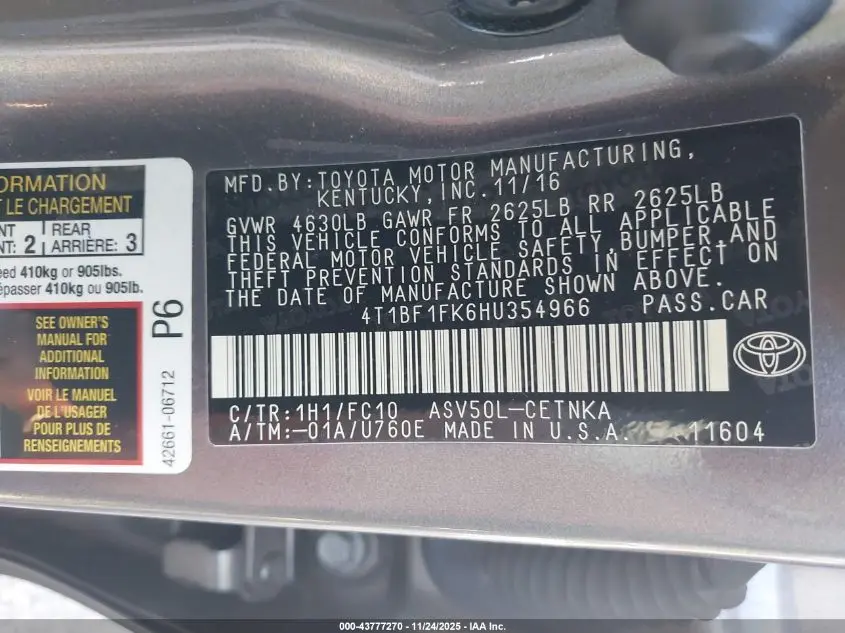 ORMATION
T LE CHARGEMENT
NT 2 REAR 3
NT: ARRIÈRE:
eed 410kg or 905lbs.
épasser 410kg ou 905lb.
SEE OWNER'S
MANUAL FOR
ADDITIONAL
INFORMATION
VOIR LE MANUEL
DE L'USAGER
POUR PLUS DE
RENSEIGNEMENTS
P6
42661-06712
MFD.BY:TOYOTA MOTOR MANUFACTURING,
KENTUCKY,INC.11/16
GVWR 4630LB GAWR FR 2625LB RR 2625LB
THIS VEHICLE CONFORMS TO ALL APPLICABLE
FEDERAL MOTOR VEHICLE SAFETY,BUMPER,AND
THEFT PREVENTION STANDARDS IN EFFECT ON
THE DATE OF MANUFACTURE SHOWN ABOVE.
4T1BF1FK6HU354966 PASS.CAR
C/TR:1H1/FC10 ASV50L-CETNKA
A/TM:-01A/U760E MADE IN U.S.A. 11604
000-43777270 - 11/24/2025 - IAA Inc.